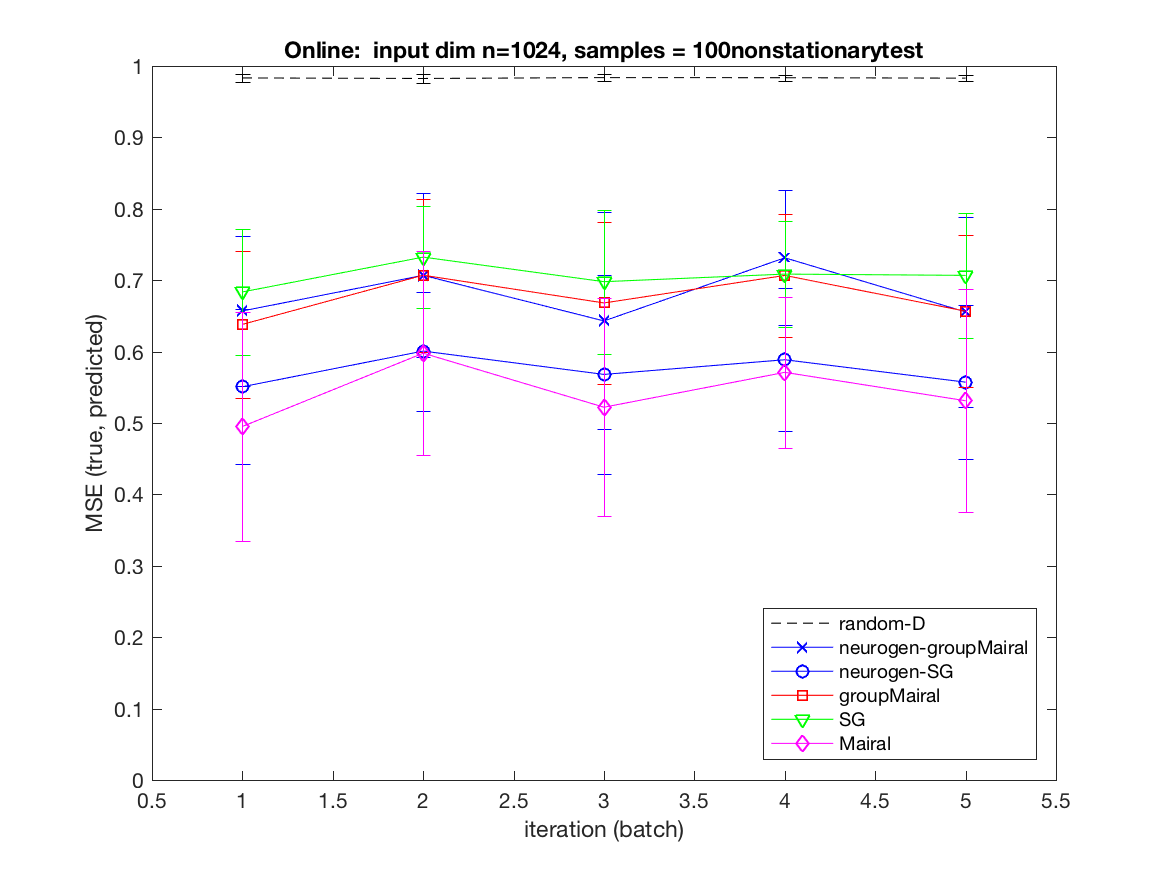 Online:  input dim n=1024, samples = 100nonstationarytest
MSE (true, predicted)
1
0.9
0.8
0.7
0.6
0.5
0.4
0.3
0.2
0.1
0
random-D
neurogen-groupMairal
neurogen-SG
groupMairal
SG
Mairal
0.5 1 1.5 2 2.5 3 3.5 4 4.5 5 5.5
iteration (batch)